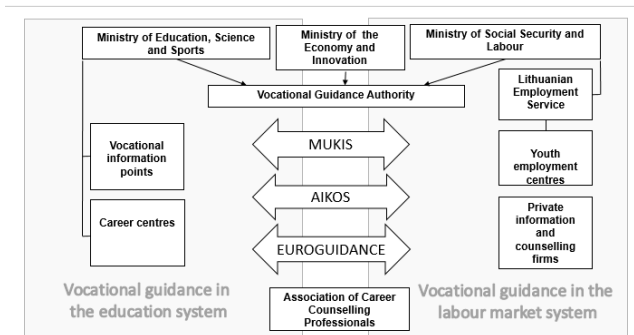 Ministry of Education, Science
and Sports
Ministry of the
Economy and
Innovation
Ministry of Social Security and
Labour
Vocational Guidance Authority
Lithuanian
Employment
Service
Vocational
information
points
MUKIS
Youth
employment
centres
AIKOS
Career centres
Private
information
and
counselling
firms
EUROGUIDANCE
Vocational guidance in
the education system
Association of Career
Counselling
Professionals
Vocational guidance in the
labour market system